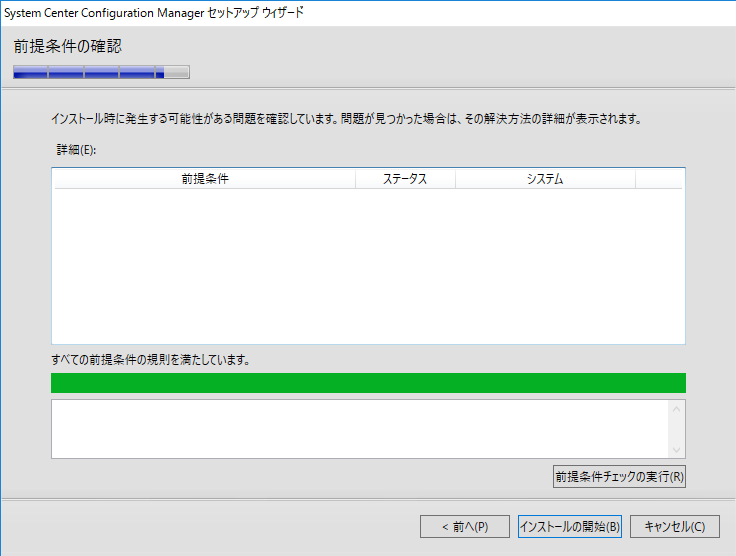 System Center Configuration Manager セットアップ ウィザード
前提条件の確認
インストール時に発生する可能性がある問題を確認しています。問題が見つかった場合は、その解決方法の詳細が表示されます。
詳細(E):
前提条件 ステータス システム
すべての前提条件の規則を満たしています。
前提条件チェックの実行(R)
< 前へ(P) インストールの開始(B) キャンセル(C)